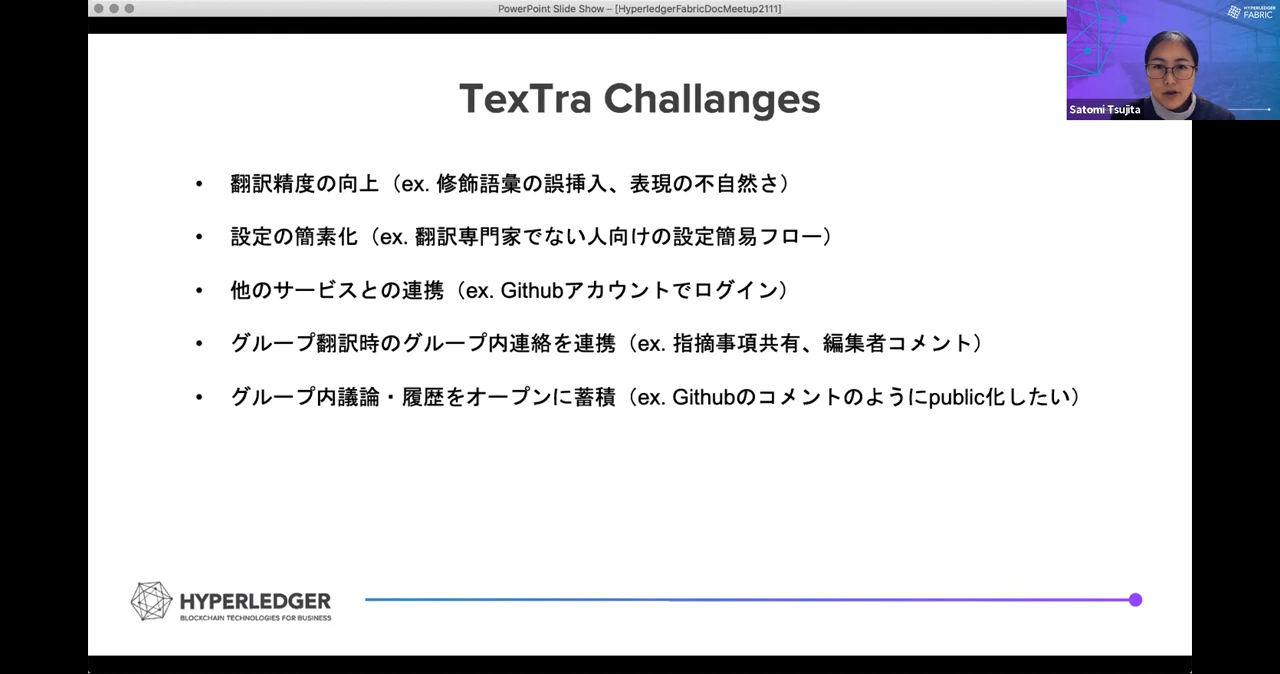 PowerPoint Slide Show – [HyperledgerFabricDocMeetup2111]
HYPERLEDGER
FABRIC
Satomi Tsujita
TexTra Challanges
• 翻訳精度の向上（ex. 修飾語彙の誤挿入、表現の不自然さ）
• 設定の簡素化（ex. 翻訳専門家でない人向けの設定簡易フロー）
• 他のサービスとの連携（ex. Githubアカウントでログイン）
• グループ翻訳時のグループ内連絡を連携（ex. 指摘事項共有、編集者コメント）
• グループ内議論・履歴をオープンに蓄積（ex. Githubのコメントのようにpublic化したい）
HYPERLEDGER
BLOCKCHAIN TECHNOLOGIES FOR BUSINESS